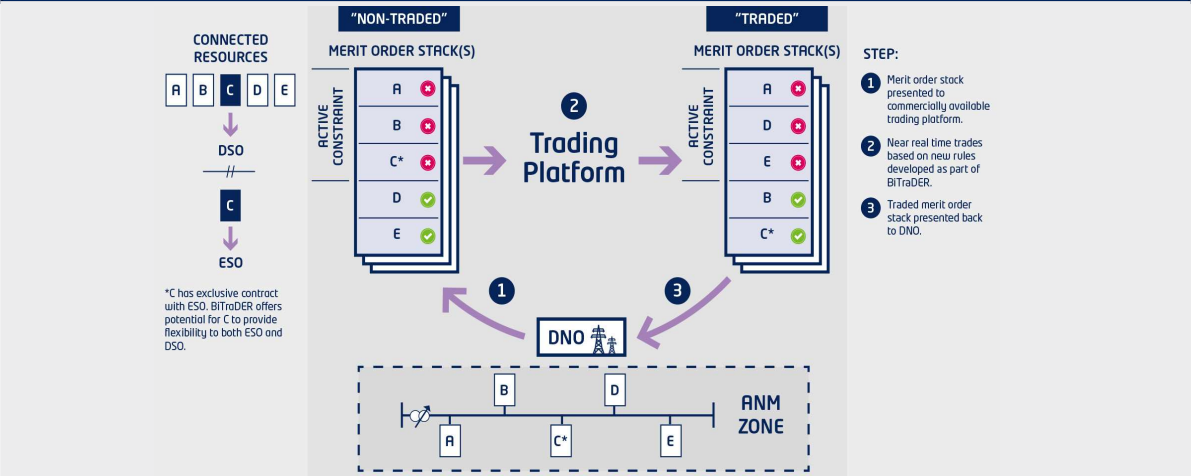 CONNECTED
RESOURCES
A B C D E
DSO
C
ESO
*C has exclusive contract
with ESO. BiTraDER offers
potential for C to provide
flexibility to both ESO and
DSO.
"NON-TRADED"
MERIT ORDER STACK(S)
ACTIVE
CONSTRAINT
A
B
C*
D
E
2
Trading
Platform
"TRADED"
MERIT ORDER STACK(S)
ACTIVE
CONSTRAINT
A
D
E
B
C*
1
3
DNO
B
D
A
C*
E
ANM
ZONE
STEP:
1 Merit order stack
presented to
commercially available
trading platform.
2 Near real time trades
based on new rules
developed as part of
BiTraDER.
3 Traded merit order
stack presented back
to DNO.